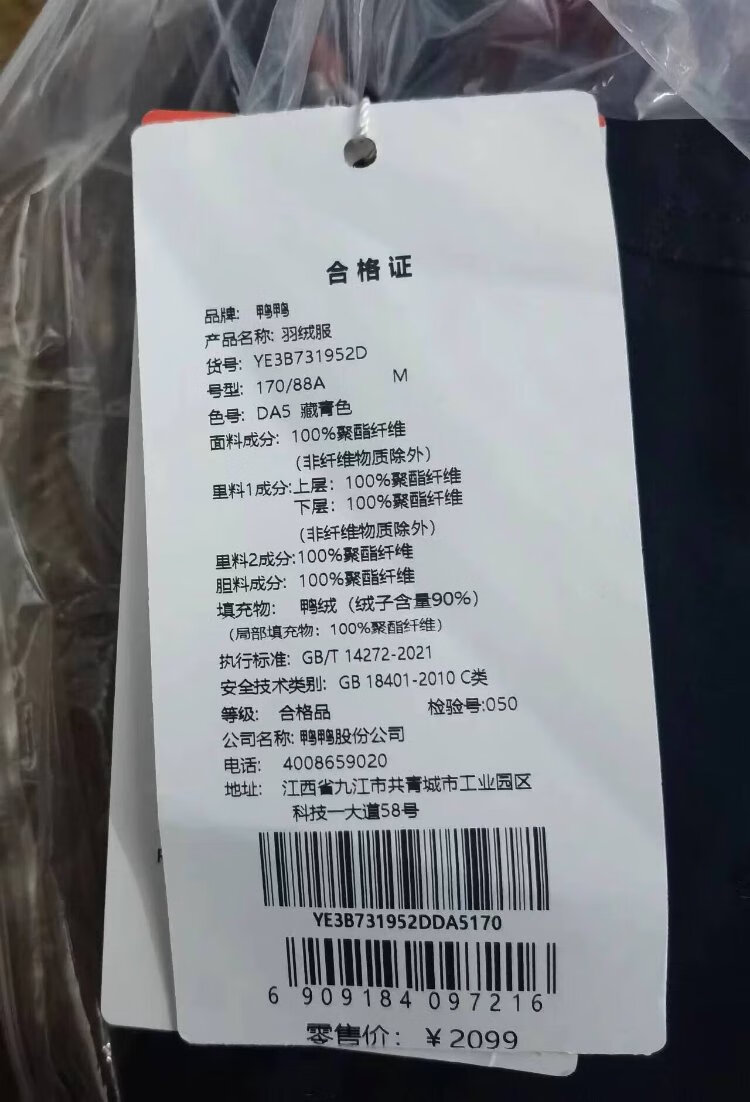 合格证
品牌: 鸭鸭
产品名称: 羽绒服
货号: YE3B731952D
号型: 170/88A M
色号: DA5 藏青色
面料成分: 100%聚酯纤维
(非纤维物质除外)
里料1成分:上层: 100%聚酯纤维
下层: 100%聚酯纤维
(非纤维物质除外)
里料2成分:100%聚酯纤维
胆料成分: 100%聚酯纤维
填充物: 鸭绒 (绒子含量90%)
(局部填充物: 100%聚酯纤维)
执行标准: GB/T 14272-2021
安全技术类别: GB 18401-2010 C类
等级: 合格品 检验号:050
公司名称: 鸭鸭股份公司
电话: 4008659020
地址: 江西省九江市共青城市工业园区
科技一大道58号
YE3B731952DDA5170
6 909184 097216
零售价: ¥2099